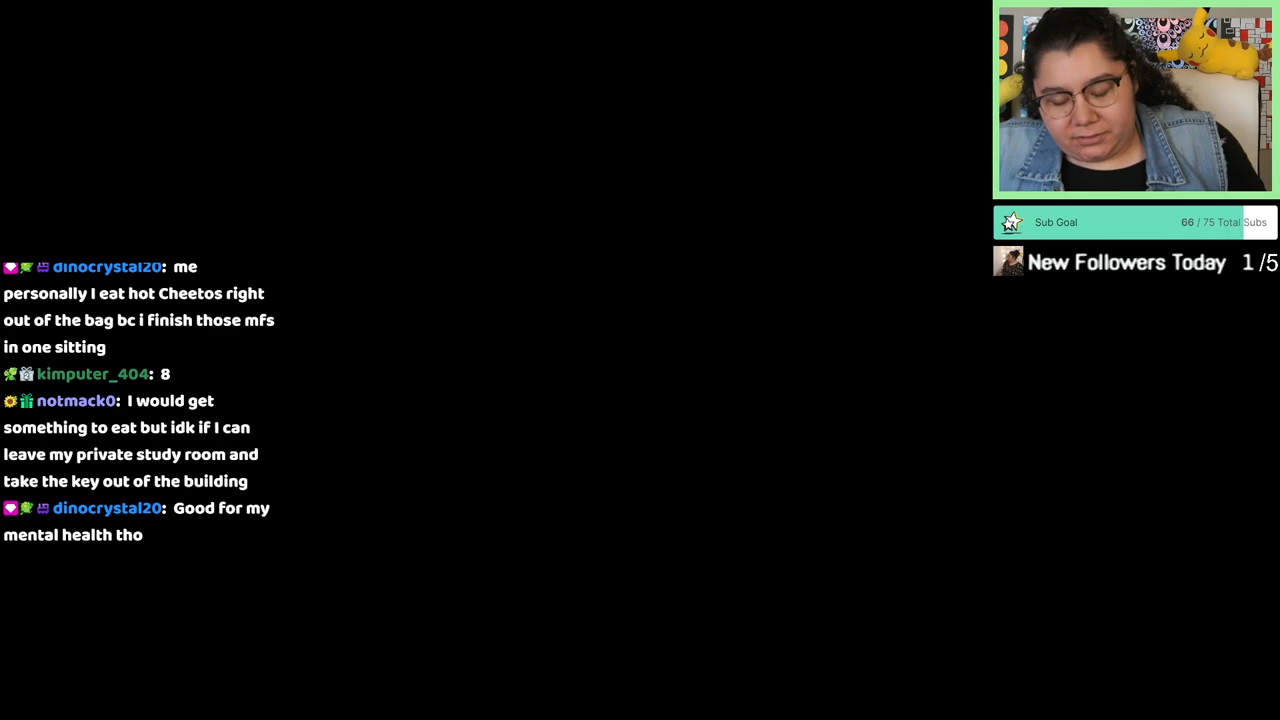 dinocrystal20: me
personally I eat hot Cheetos right
out of the bag bc i finish those mfs
in one sitting
kimputer_404: 8
notmack0: I would get
something to eat but idk if I can
leave my private study room and
take the key out of the building
dinocrystal20: Good for my
mental health tho
Sub Goal 66 / 75 Total Subs
New Followers Today 1 /5